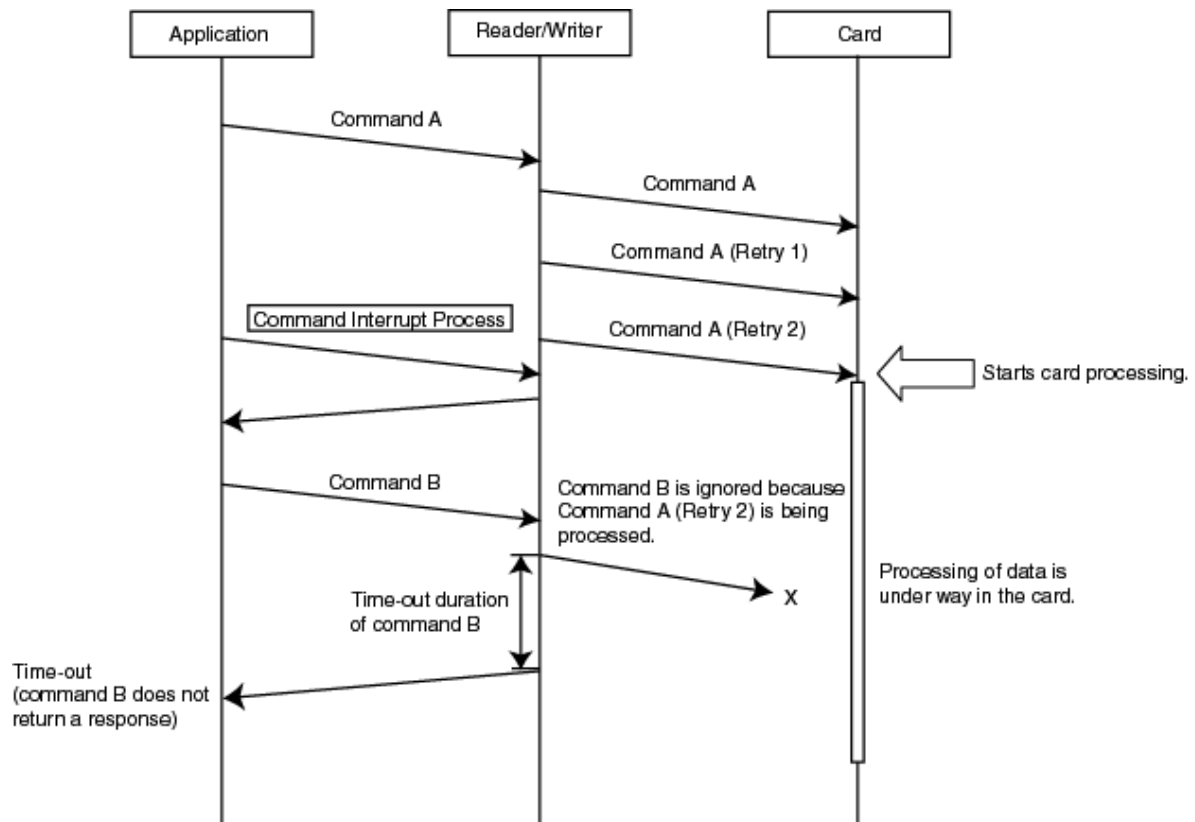 Application
Reader/Writer
Card
Command A
Command A
Command A (Retry 1)
Command Interrupt Process
Command A (Retry 2)
Starts card processing.
Command B
Command B is ignored because
Command A (Retry 2) is being
processed.
X
Time-out duration
of command B
Processing of data is
under way in the card.
Time-out
(command B does not
return a response)